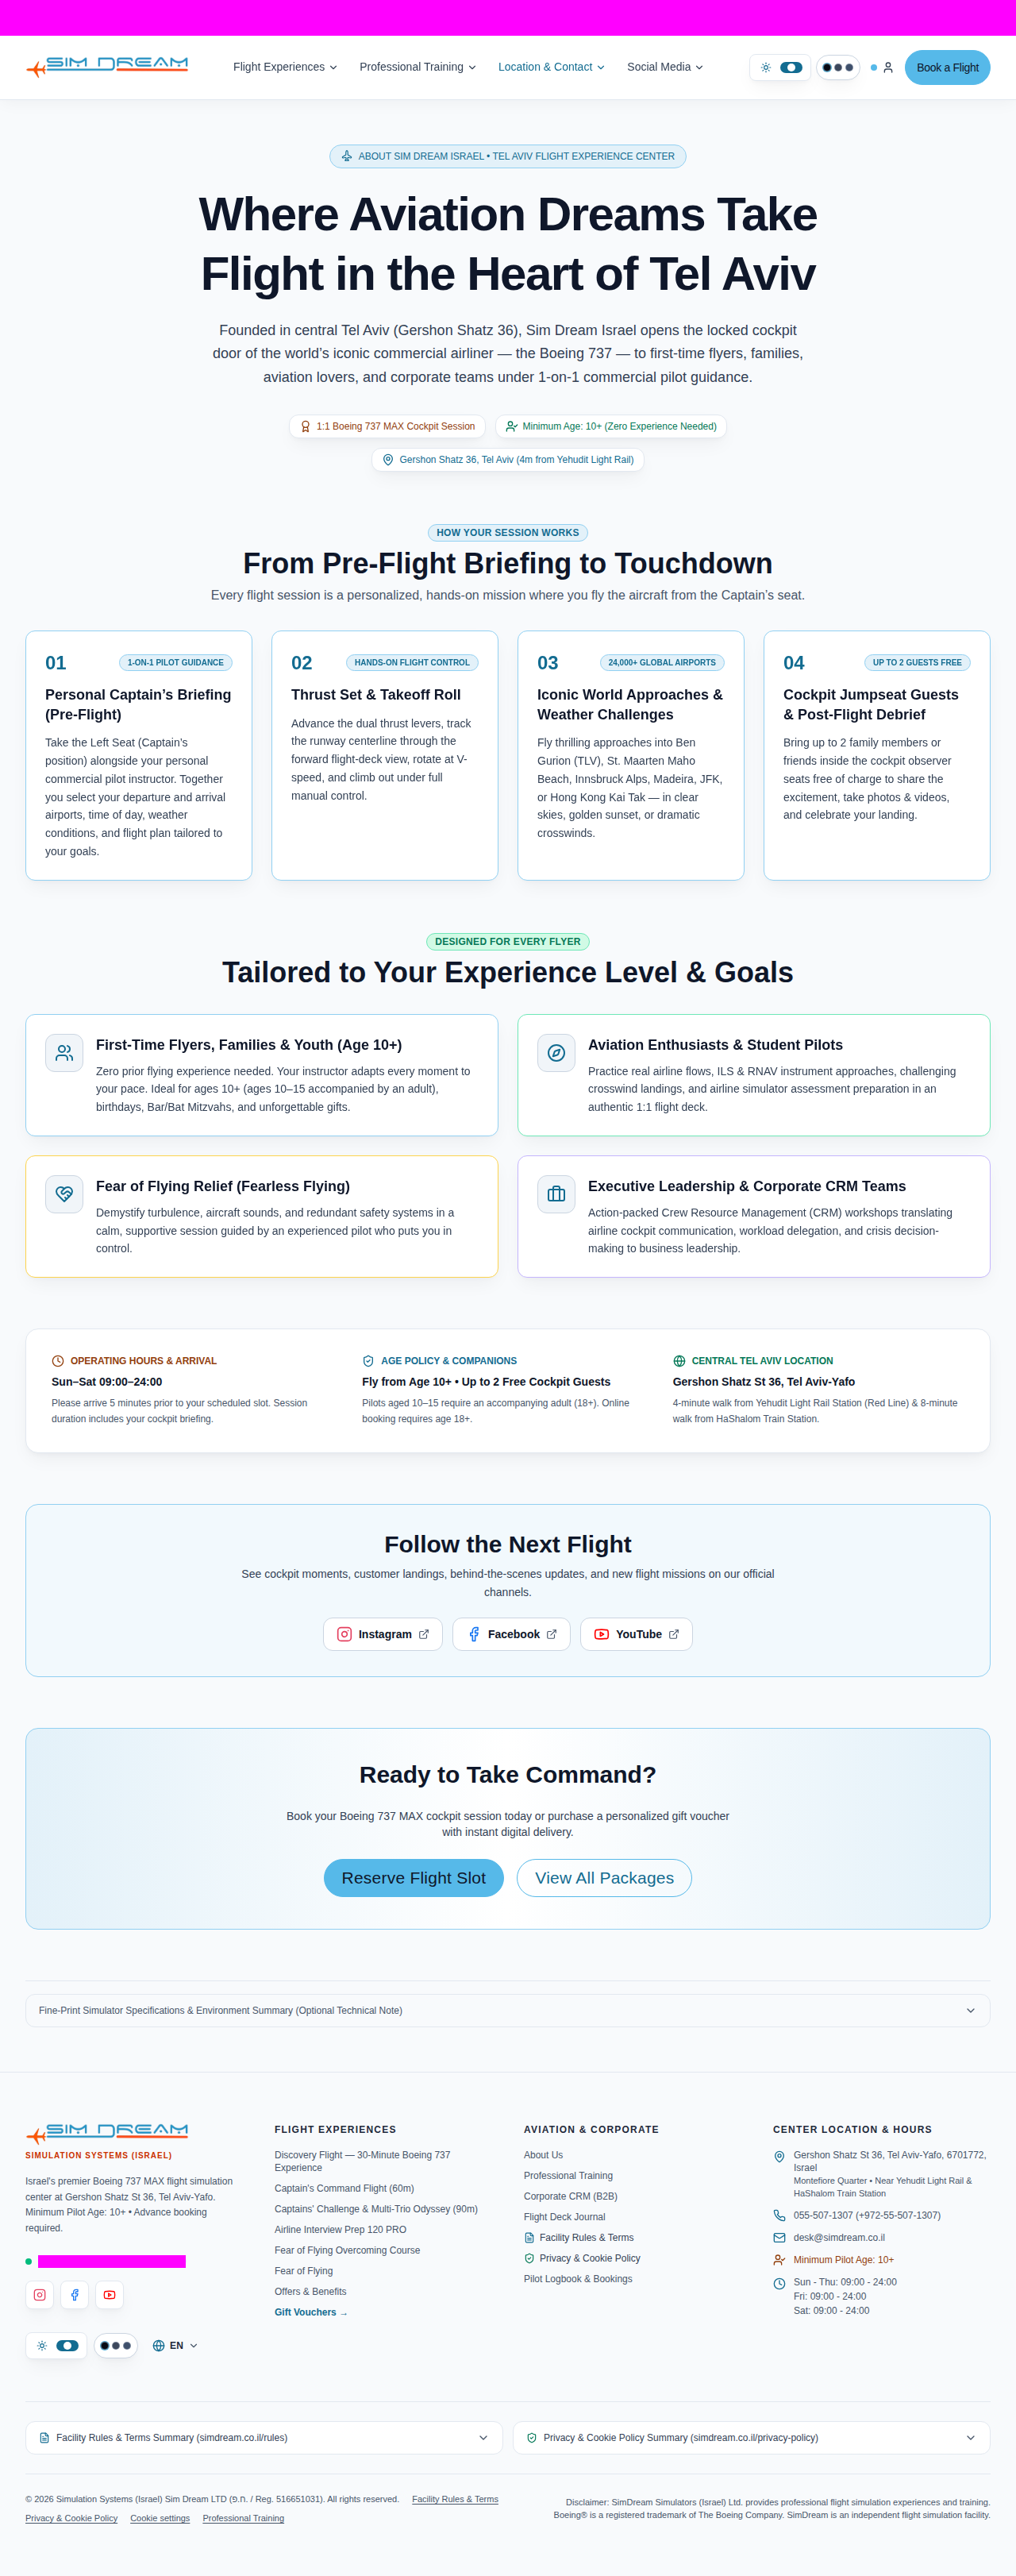 SIM DREAM
Flight Experiences
Professional Training
Location & Contact
Social Media
Book a Flight
ABOUT SIM DREAM ISRAEL • TEL AVIV FLIGHT EXPERIENCE CENTER
Where Aviation Dreams Take
Flight in the Heart of Tel Aviv
Founded in central Tel Aviv (Gershon Shatz 36), Sim Dream Israel opens the locked cockpit
door of the world’s iconic commercial airliner — the Boeing 737 — to first-time flyers, families,
aviation lovers, and corporate teams under 1-on-1 commercial pilot guidance.
1:1 Boeing 737 MAX Cockpit Session
Minimum Age: 10+ (Zero Experience Needed)
Gershon Shatz 36, Tel Aviv (4m from Yehudit Light Rail)
HOW YOUR SESSION WORKS
From Pre-Flight Briefing to Touchdown
Every flight session is a personalized, hands-on mission where you fly the aircraft from the Captain’s seat.
01
1-ON-1 PILOT GUIDANCE
Personal Captain’s Briefing
(Pre-Flight)
Take the Left Seat (Captain’s
position) alongside your personal
commercial pilot instructor. Together
you select your departure and arrival
airports, time of day, weather
conditions, and flight plan tailored to
your goals.
02
HANDS-ON FLIGHT CONTROL
Thrust Set & Takeoff Roll
Advance the dual thrust levers, track
the runway centerline through the
forward flight-deck view, rotate at V-
speed, and climb out under full
manual control.
03
24,000+ GLOBAL AIRPORTS
Iconic World Approaches &
Weather Challenges
Fly thrilling approaches into Ben
Gurion (TLV), St. Maarten Maho
Beach, Innsbruck Alps, Madeira, JFK,
or Hong Kong Kai Tak — in clear
skies, golden sunset, or dramatic
crosswinds.
04
UP TO 2 GUESTS FREE
Cockpit Jumpseat Guests
& Post-Flight Debrief
Bring up to 2 family members or
friends inside the cockpit observer
seats free of charge to share the
excitement, take photos & videos,
and celebrate your landing.
DESIGNED FOR EVERY FLYER
Tailored to Your Experience Level & Goals
First-Time Flyers, Families & Youth (Age 10+)
Zero prior flying experience needed. Your instructor adapts every moment to
your pace. Ideal for ages 10+ (ages 10–15 accompanied by an adult),
birthdays, Bar/Bat Mitzvahs, and unforgettable gifts.
Aviation Enthusiasts & Student Pilots
Practice real airline flows, ILS & RNAV instrument approaches, challenging
crosswind landings, and airline simulator assessment preparation in an
authentic 1:1 flight deck.
Fear of Flying Relief (Fearless Flying)
Demystify turbulence, aircraft sounds, and redundant safety systems in a
calm, supportive session guided by an experienced pilot who puts you in
control.
Executive Leadership & Corporate CRM Teams
Action-packed Crew Resource Management (CRM) workshops translating
airline cockpit communication, workload delegation, and crisis decision-
making to business leadership.
OPERATING HOURS & ARRIVAL
Sun–Sat 09:00–24:00
Please arrive 5 minutes prior to your scheduled slot. Session
duration includes your cockpit briefing.
AGE POLICY & COMPANIONS
Fly from Age 10+ • Up to 2 Free Cockpit Guests
Pilots aged 10–15 require an accompanying adult (18+). Online
booking requires age 18+.
CENTRAL TEL AVIV LOCATION
Gershon Shatz St 36, Tel Aviv-Yafo
4-minute walk from Yehudit Light Rail Station (Red Line) & 8-minute
walk from HaShalom Train Station.
Follow the Next Flight
See cockpit moments, customer landings, behind-the-scenes updates, and new flight missions on our official
channels.
Instagram
Facebook
YouTube
Ready to Take Command?
Book your Boeing 737 MAX cockpit session today or purchase a personalized gift voucher
with instant digital delivery.
Reserve Flight Slot
View All Packages
Fine-Print Simulator Specifications & Environment Summary (Optional Technical Note)
SIM DREAM
SIMULATION SYSTEMS (ISRAEL)
Israel's premier Boeing 737 MAX flight simulation
center at Gershon Shatz St 36, Tel Aviv-Yafo.
Minimum Pilot Age: 10+ • Advance booking
required.
EN
FLIGHT EXPERIENCES
Discovery Flight — 30-Minute Boeing 737
Experience
Captain's Command Flight (60m)
Captains' Challenge & Multi-Trio Odyssey (90m)
Airline Interview Prep 120 PRO
Fear of Flying Overcoming Course
Fear of Flying
Offers & Benefits
Gift Vouchers →
AVIATION & CORPORATE
About Us
Professional Training
Corporate CRM (B2B)
Flight Deck Journal
Facility Rules & Terms
Privacy & Cookie Policy
Pilot Logbook & Bookings
CENTER LOCATION & HOURS
Gershon Shatz St 36, Tel Aviv-Yafo, 6701772,
Israel
Montefiore Quarter • Near Yehudit Light Rail &
HaShalom Train Station
055-507-1307 (+972-55-507-1307)
desk@simdream.co.il
Minimum Pilot Age: 10+
Sun - Thu: 09:00 - 24:00
Fri: 09:00 - 24:00
Sat: 09:00 - 24:00
Facility Rules & Terms Summary (simdream.co.il/rules)
Privacy & Cookie Policy Summary (simdream.co.il/privacy-policy)
© 2026 Simulation Systems (Israel) Sim Dream LTD (ח.פ. / Reg. 516651031). All rights reserved.
Facility Rules & Terms
Privacy & Cookie Policy
Cookie settings
Professional Training
Disclaimer: SimDream Simulators (Israel) Ltd. provides professional flight simulation experiences and training.
Boeing® is a registered trademark of The Boeing Company. SimDream is an independent flight simulation facility.